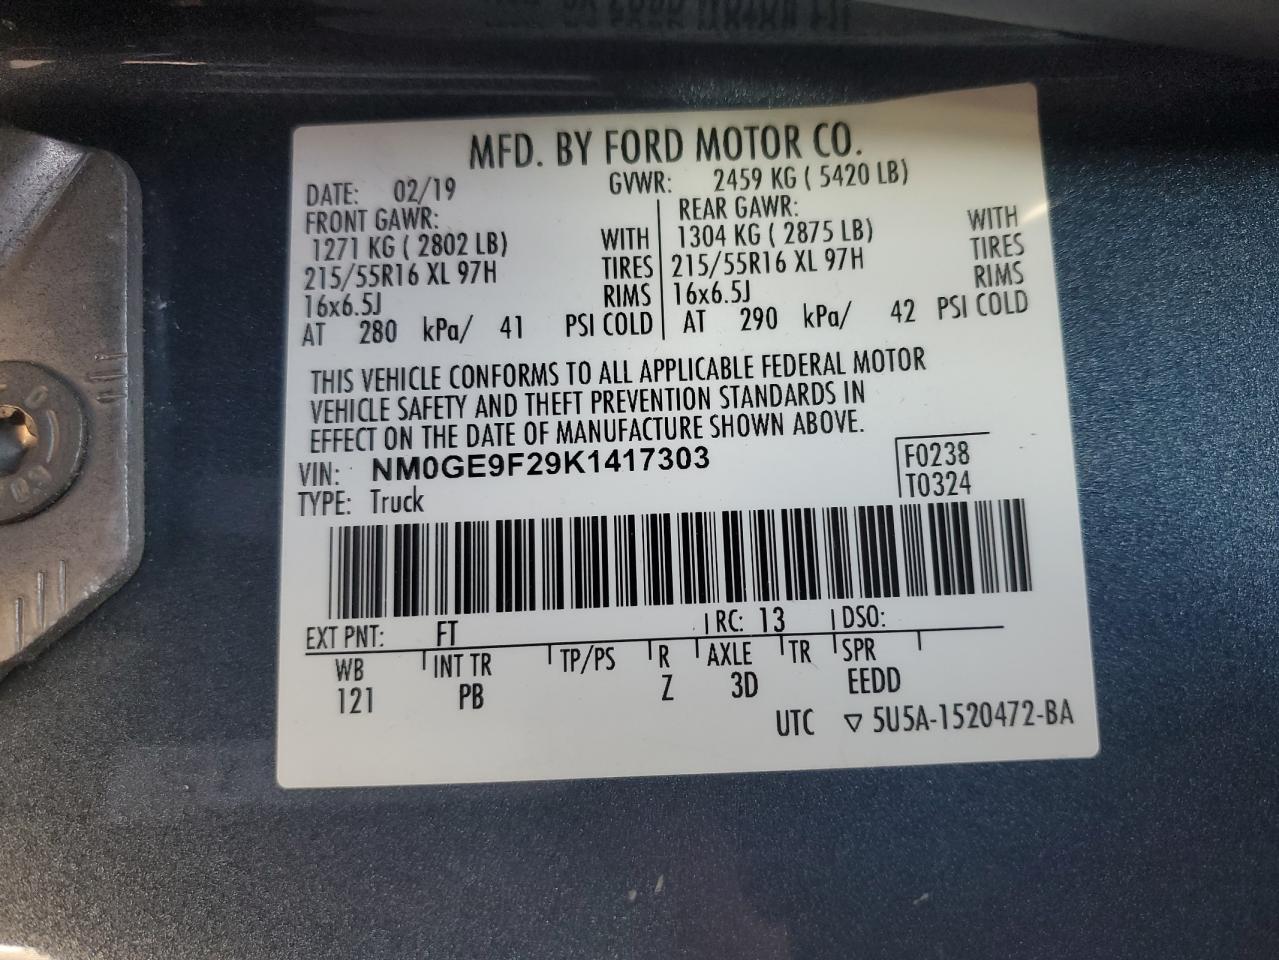 MFD. BY FORD MOTOR CO.
DATE: 02/19 GVWR: 2459 KG ( 5420 LB)
FRONT GAWR: REAR GAWR:
1271 KG ( 2802 LB) WITH 1304 KG ( 2875 LB) WITH
215/55R16 XL 97H TIRES 215/55R16 XL 97H TIRES
16x6.5J RIMS 16x6.5J RIMS
AT 280 kPa/ 41 PSI COLD AT 290 kPa/ 42 PSI COLD
THIS VEHICLE CONFORMS TO ALL APPLICABLE FEDERAL MOTOR
VEHICLE SAFETY AND THEFT PREVENTION STANDARDS IN
EFFECT ON THE DATE OF MANUFACTURE SHOWN ABOVE.
VIN: NM0GE9F29K1417303 F0238
TYPE: Truck T0324
EXT PNT: FT RC: 13 DSO:
WB INT TR TP/PS R AXLE TR SPR
121 PB Z 3D EEDD
UTC ▽ 5U5A-1520472-BA